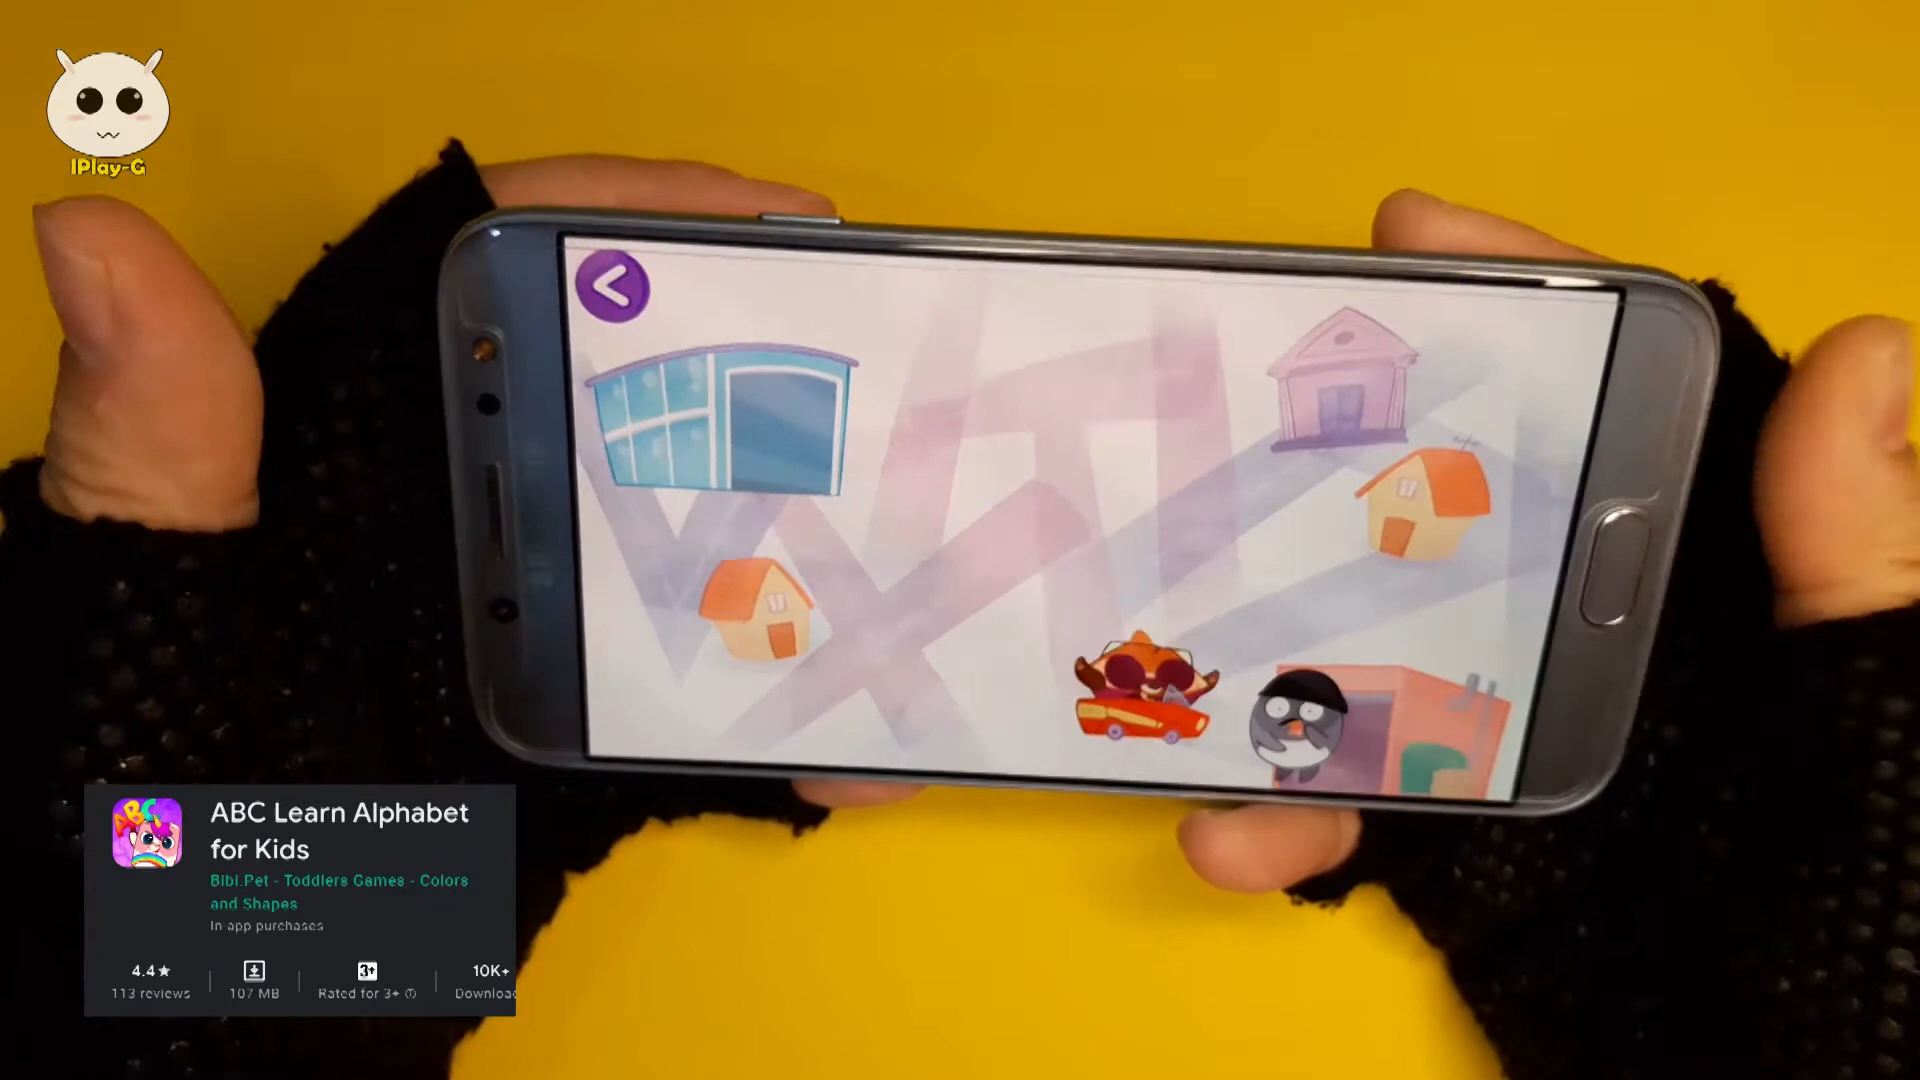 IPlay-G
ABC Learn Alphabet
for Kids
Bibi.Pet - Toddlers Games - Colors
and Shapes
In app purchases
4.4★
113 reviews
107 MB
3+
Rated for 3+
10K+
Download